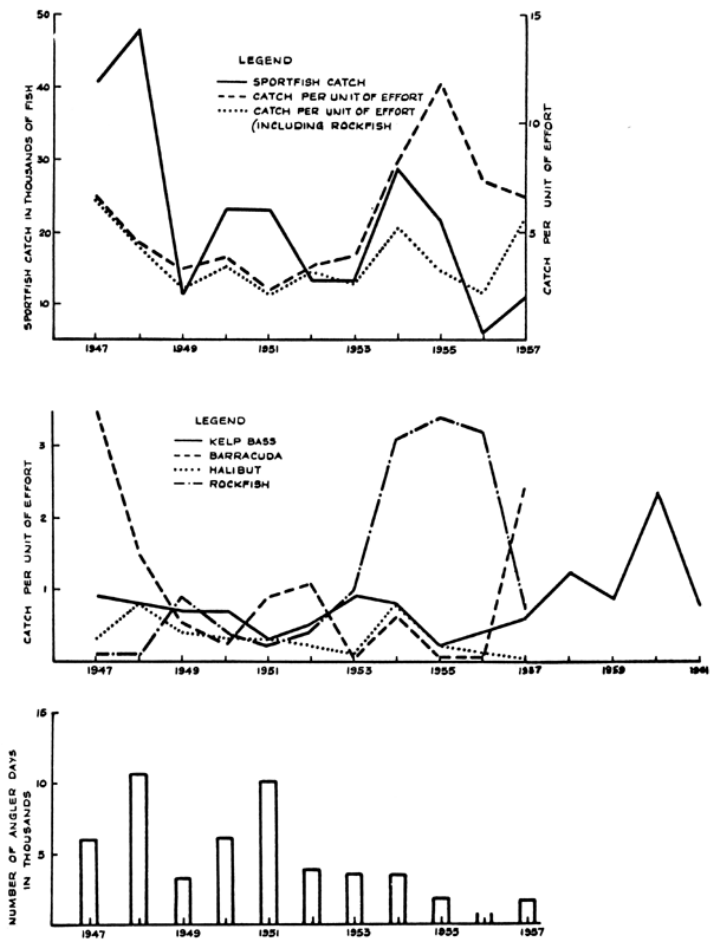 50
40
30
20
10
SPORTFISH CATCH IN THOUSANDS OF FISH
LEGEND
SPORTFISH CATCH
CATCH PER UNIT OF EFFORT
CATCH PER UNIT OF EFFORT
(INCLUDING ROCKFISH
15
10
5
CATCH PER UNIT OF EFFORT
1947 1949 1951 1953 1955 1957
3
2
1
CATCH PER UNIT OF EFFORT
LEGEND
KELP BASS
BARRACUDA
HALIBUT
ROCKFISH
1947 1949 1951 1953 1955 1957 1959 1961
15
10
5
NUMBER OF ANGLER DAYS
IN THOUSANDS
1947 1949 1951 1953 1855 1957